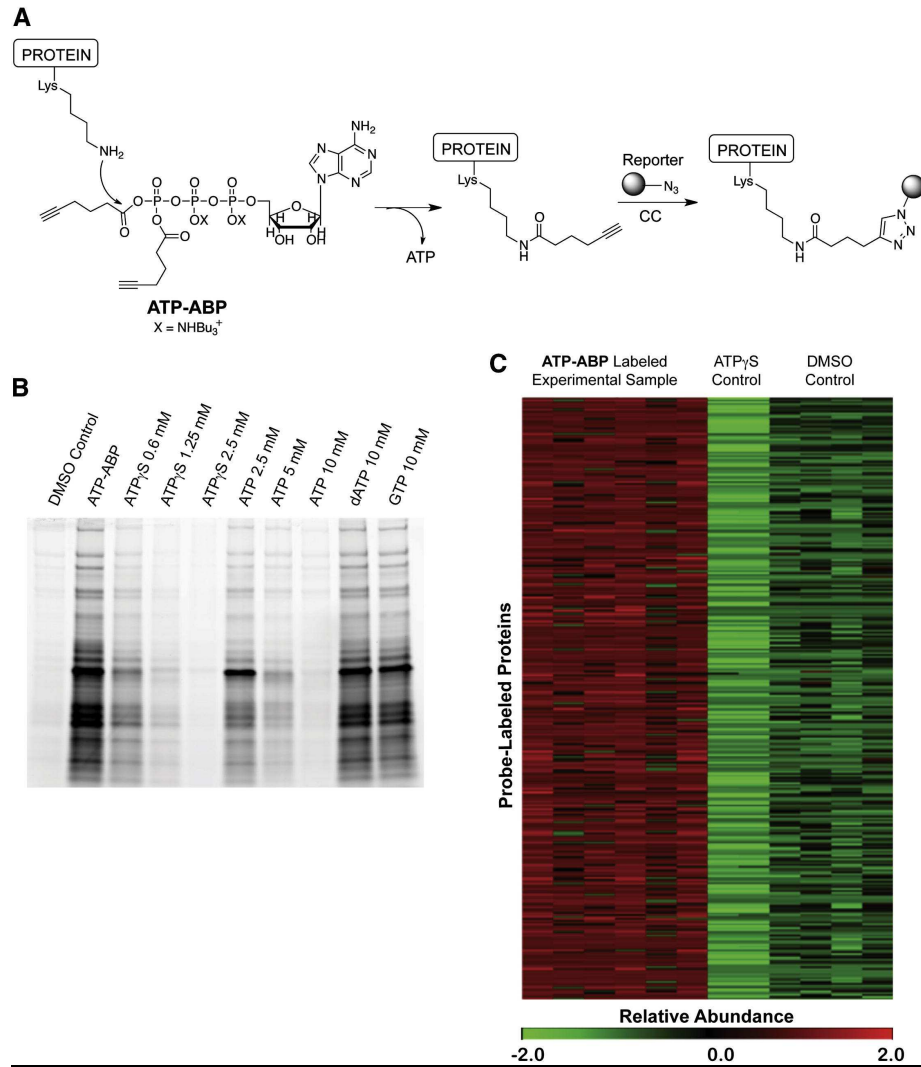 A
PROTEIN
Lys
NH2
O
O
O
NH2
N
N
N
N
O
P
O
P
O
P
O
O
O
OX
OX
O
H
H
H
H
OH
OH
O
O
ATP-ABP
X = NHBu3+
ATP
PROTEIN
Lys
N
H
O
Reporter
N3
CC
PROTEIN
Lys
N
H
O
N
N
N
B
DMSO Control
ATP-ABP
ATPγS 0.6 mM
ATPγS 1.25 mM
ATPγS 2.5 mM
ATP 2.5 mM
ATP 5 mM
ATP 10 mM
dATP 10 mM
GTP 10 mM
C
ATP-ABP Labeled
Experimental Sample
ATPγS
Control
DMSO
Control
Probe-Labeled Proteins
Relative Abundance
-2.0 0.0 2.0